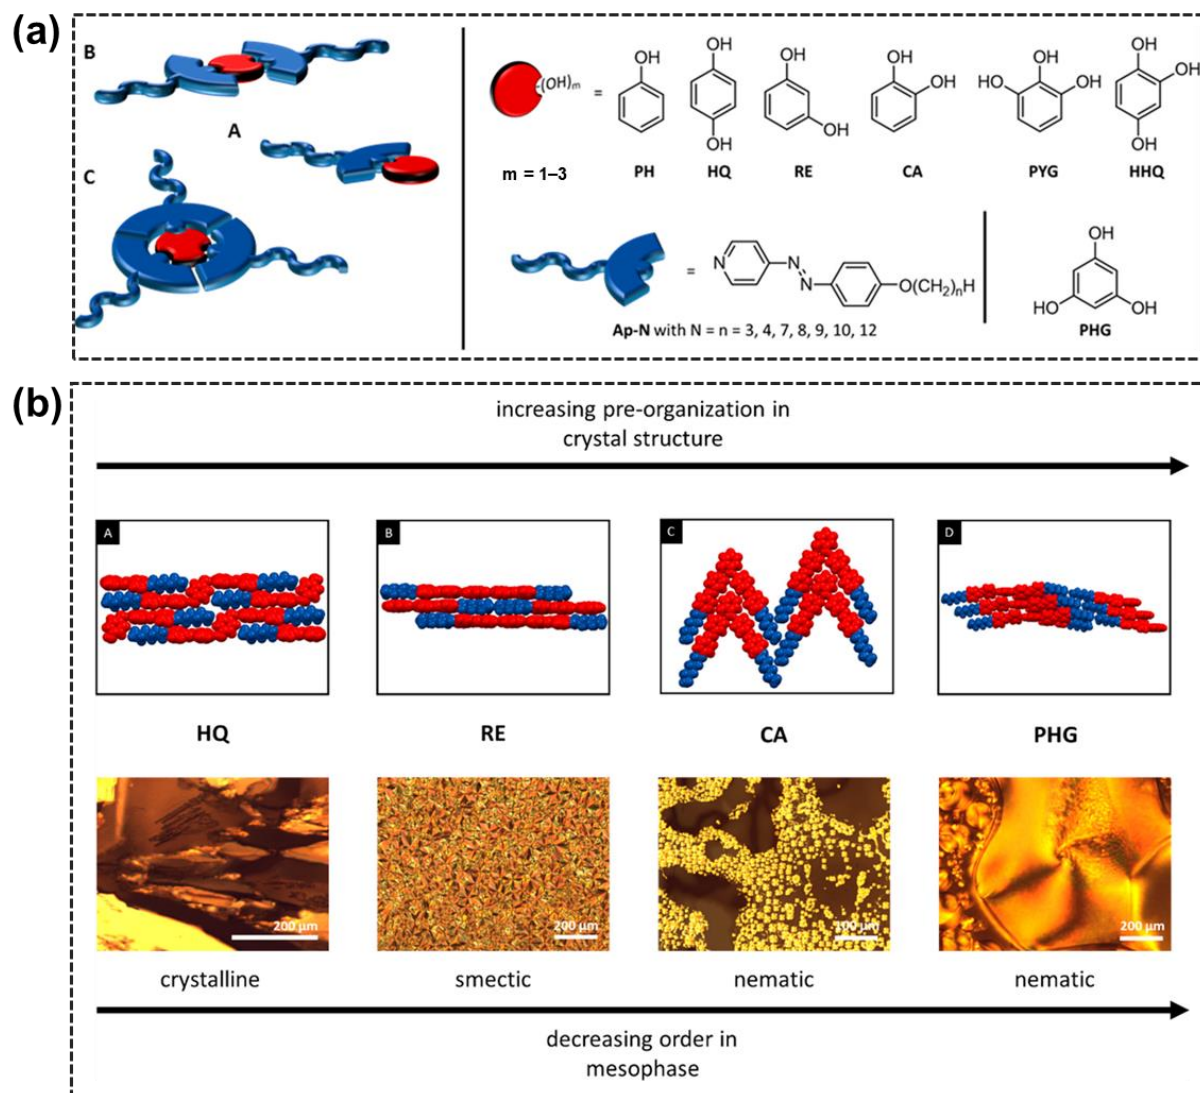 (a)
B
A
C
(OH)m
=
m = 1–3
OH
PH
OH
OH
HQ
OH
OH
RE
OH
OH
CA
OH
HO
OH
OH
PYG
OH
OH
OH
HHQ
=
N
N
N
O(CH2)nH
Ap-N with N = n = 3, 4, 7, 8, 9, 10, 12
OH
HO
OH
PHG
(b)
increasing pre-organization in
crystal structure
A
B
C
D
HQ
RE
CA
PHG
200 µm
200 µm
100 µm
200 µm
crystalline
smectic
nematic
nematic
decreasing order in
mesophase